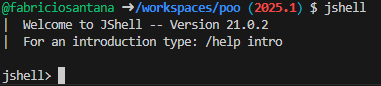 @fabriciosantana ➜/workspaces/poo (2025.1) $ jshell
|  Welcome to JShell -- Version 21.0.2
|  For an introduction type: /help intro
jshell>